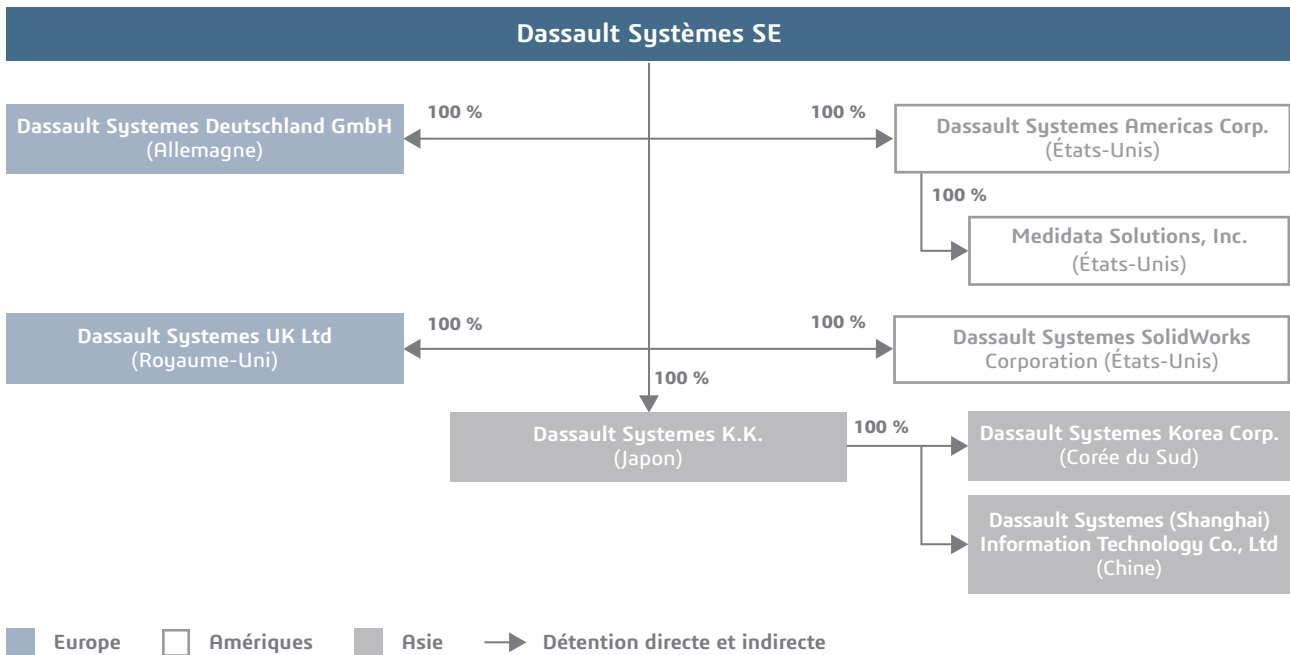 Dassault Systèmes SE
100 %
100 %
Dassault Systemes Deutschland GmbH
(Allemagne)
Dassault Systemes Americas Corp.
(États-Unis)
100 %
Medidata Solutions, Inc.
(États-Unis)
100 %
100 %
Dassault Systemes UK Ltd
(Royaume-Uni)
Dassault Systemes SolidWorks
Corporation (États-Unis)
100 %
Dassault Systemes K.K.
(Japon)
100 %
Dassault Systemes Korea Corp.
(Corée du Sud)
Dassault Systemes (Shanghai)
Information Technology Co., Ltd
(Chine)
Europe
Amériques
Asie
Détention directe et indirecte